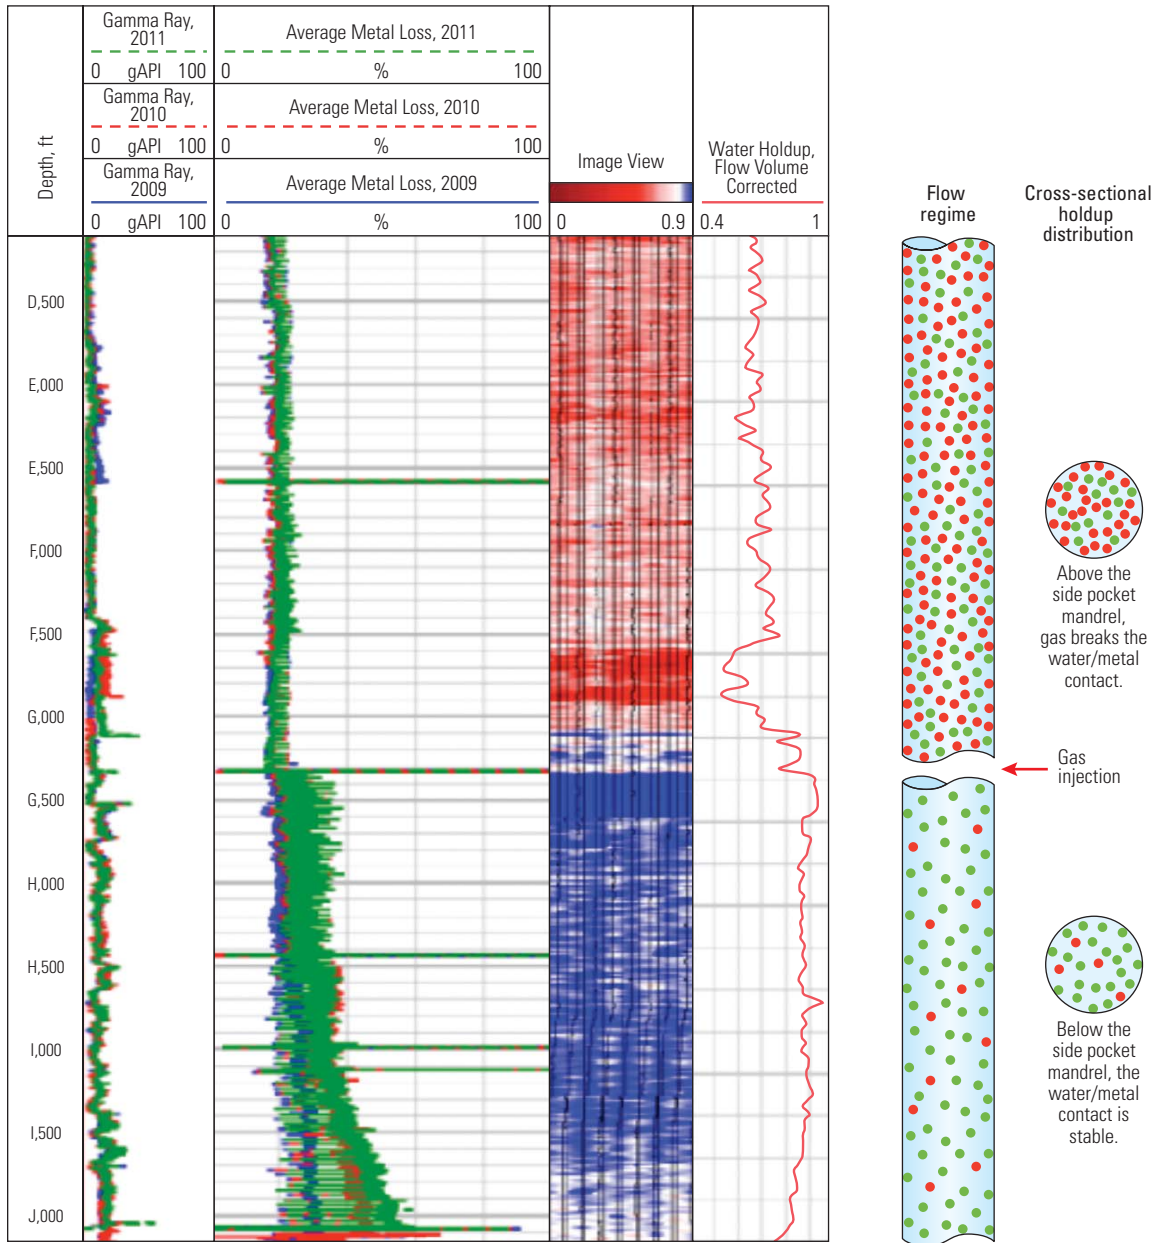 Depth, ft
Gamma Ray,
2011
0 gAPI 100
Gamma Ray,
2010
0 gAPI 100
Gamma Ray,
2009
0 gAPI 100
Average Metal Loss, 2011
0 % 100
Average Metal Loss, 2010
0 % 100
Average Metal Loss, 2009
0 % 100
Image View
0 0.9
Water Holdup,
Flow Volume
Corrected
0.4 1
D,500
E,000
E,500
F,000
F,500
G,000
G,500
H,000
H,500
I,000
I,500
J,000
Flow
regime
Cross-sectional
holdup
distribution
Above the
side pocket
mandrel,
gas breaks the
water/metal
contact.
Gas
injection
Below the
side pocket
mandrel, the
water/metal
contact is
stable.